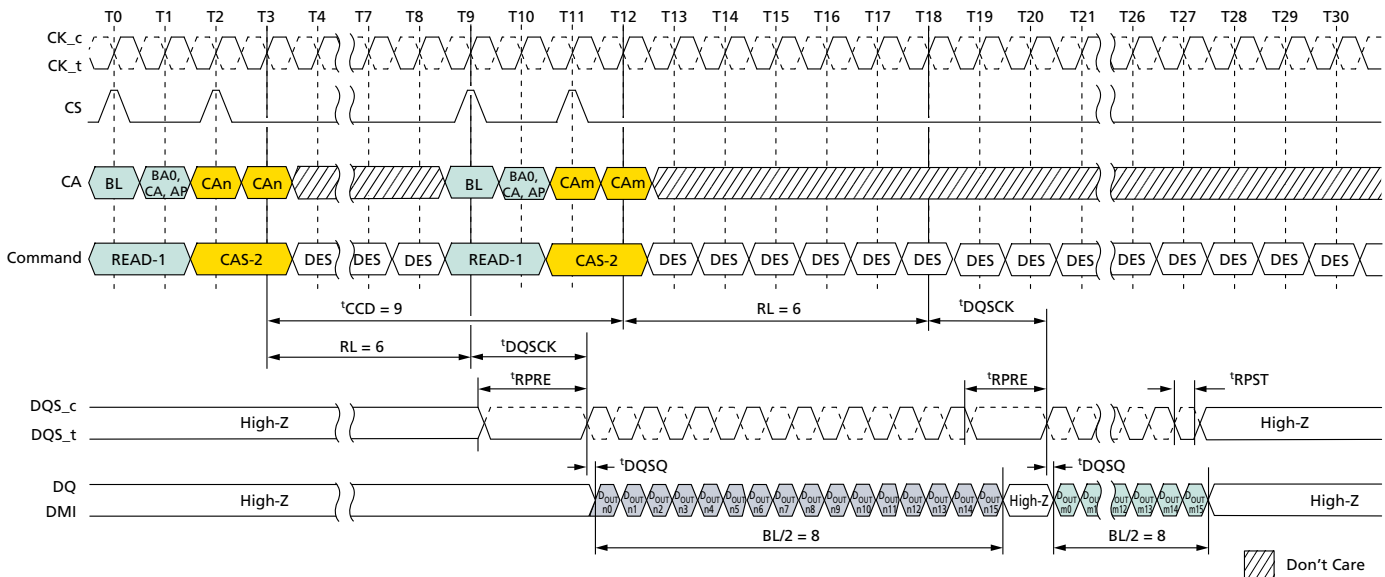 T0 T1 T2 T3 T4 T7 T8 T9 T10 T11 T12 T13 T14 T15 T16 T17 T18 T19 T20 T21 T26 T27 T28 T29 T30
CK_c
CK_t
CS
CA BL BA0, CA, AP CAn CAn BL BA0, CA, AP CAm CAm
Command READ-1 CAS-2 DES DES DES READ-1 CAS-2 DES DES DES DES DES DES DES DES DES DES DES DES DES DES
tCCD = 9 RL = 6 tDQSCK
RL = 6 tDQSCK
tRPRE tRPRE tRPST
DQS_c
DQS_t High-Z High-Z
tDQSQ tDQSQ
DQ
DMI High-Z DOUT n0 DOUT n1 DOUT n2 DOUT n3 DOUT n4 DOUT n5 DOUT n6 DOUT n7 DOUT n8 DOUT n9 DOUT n10 DOUT n11 DOUT n12 DOUT n13 DOUT n14 DOUT n15 High-Z DOUT m0 DOUT m1 DOUT m12 DOUT m13 DOUT m14 DOUT m15 High-Z
BL/2 = 8 BL/2 = 8
Don't Care